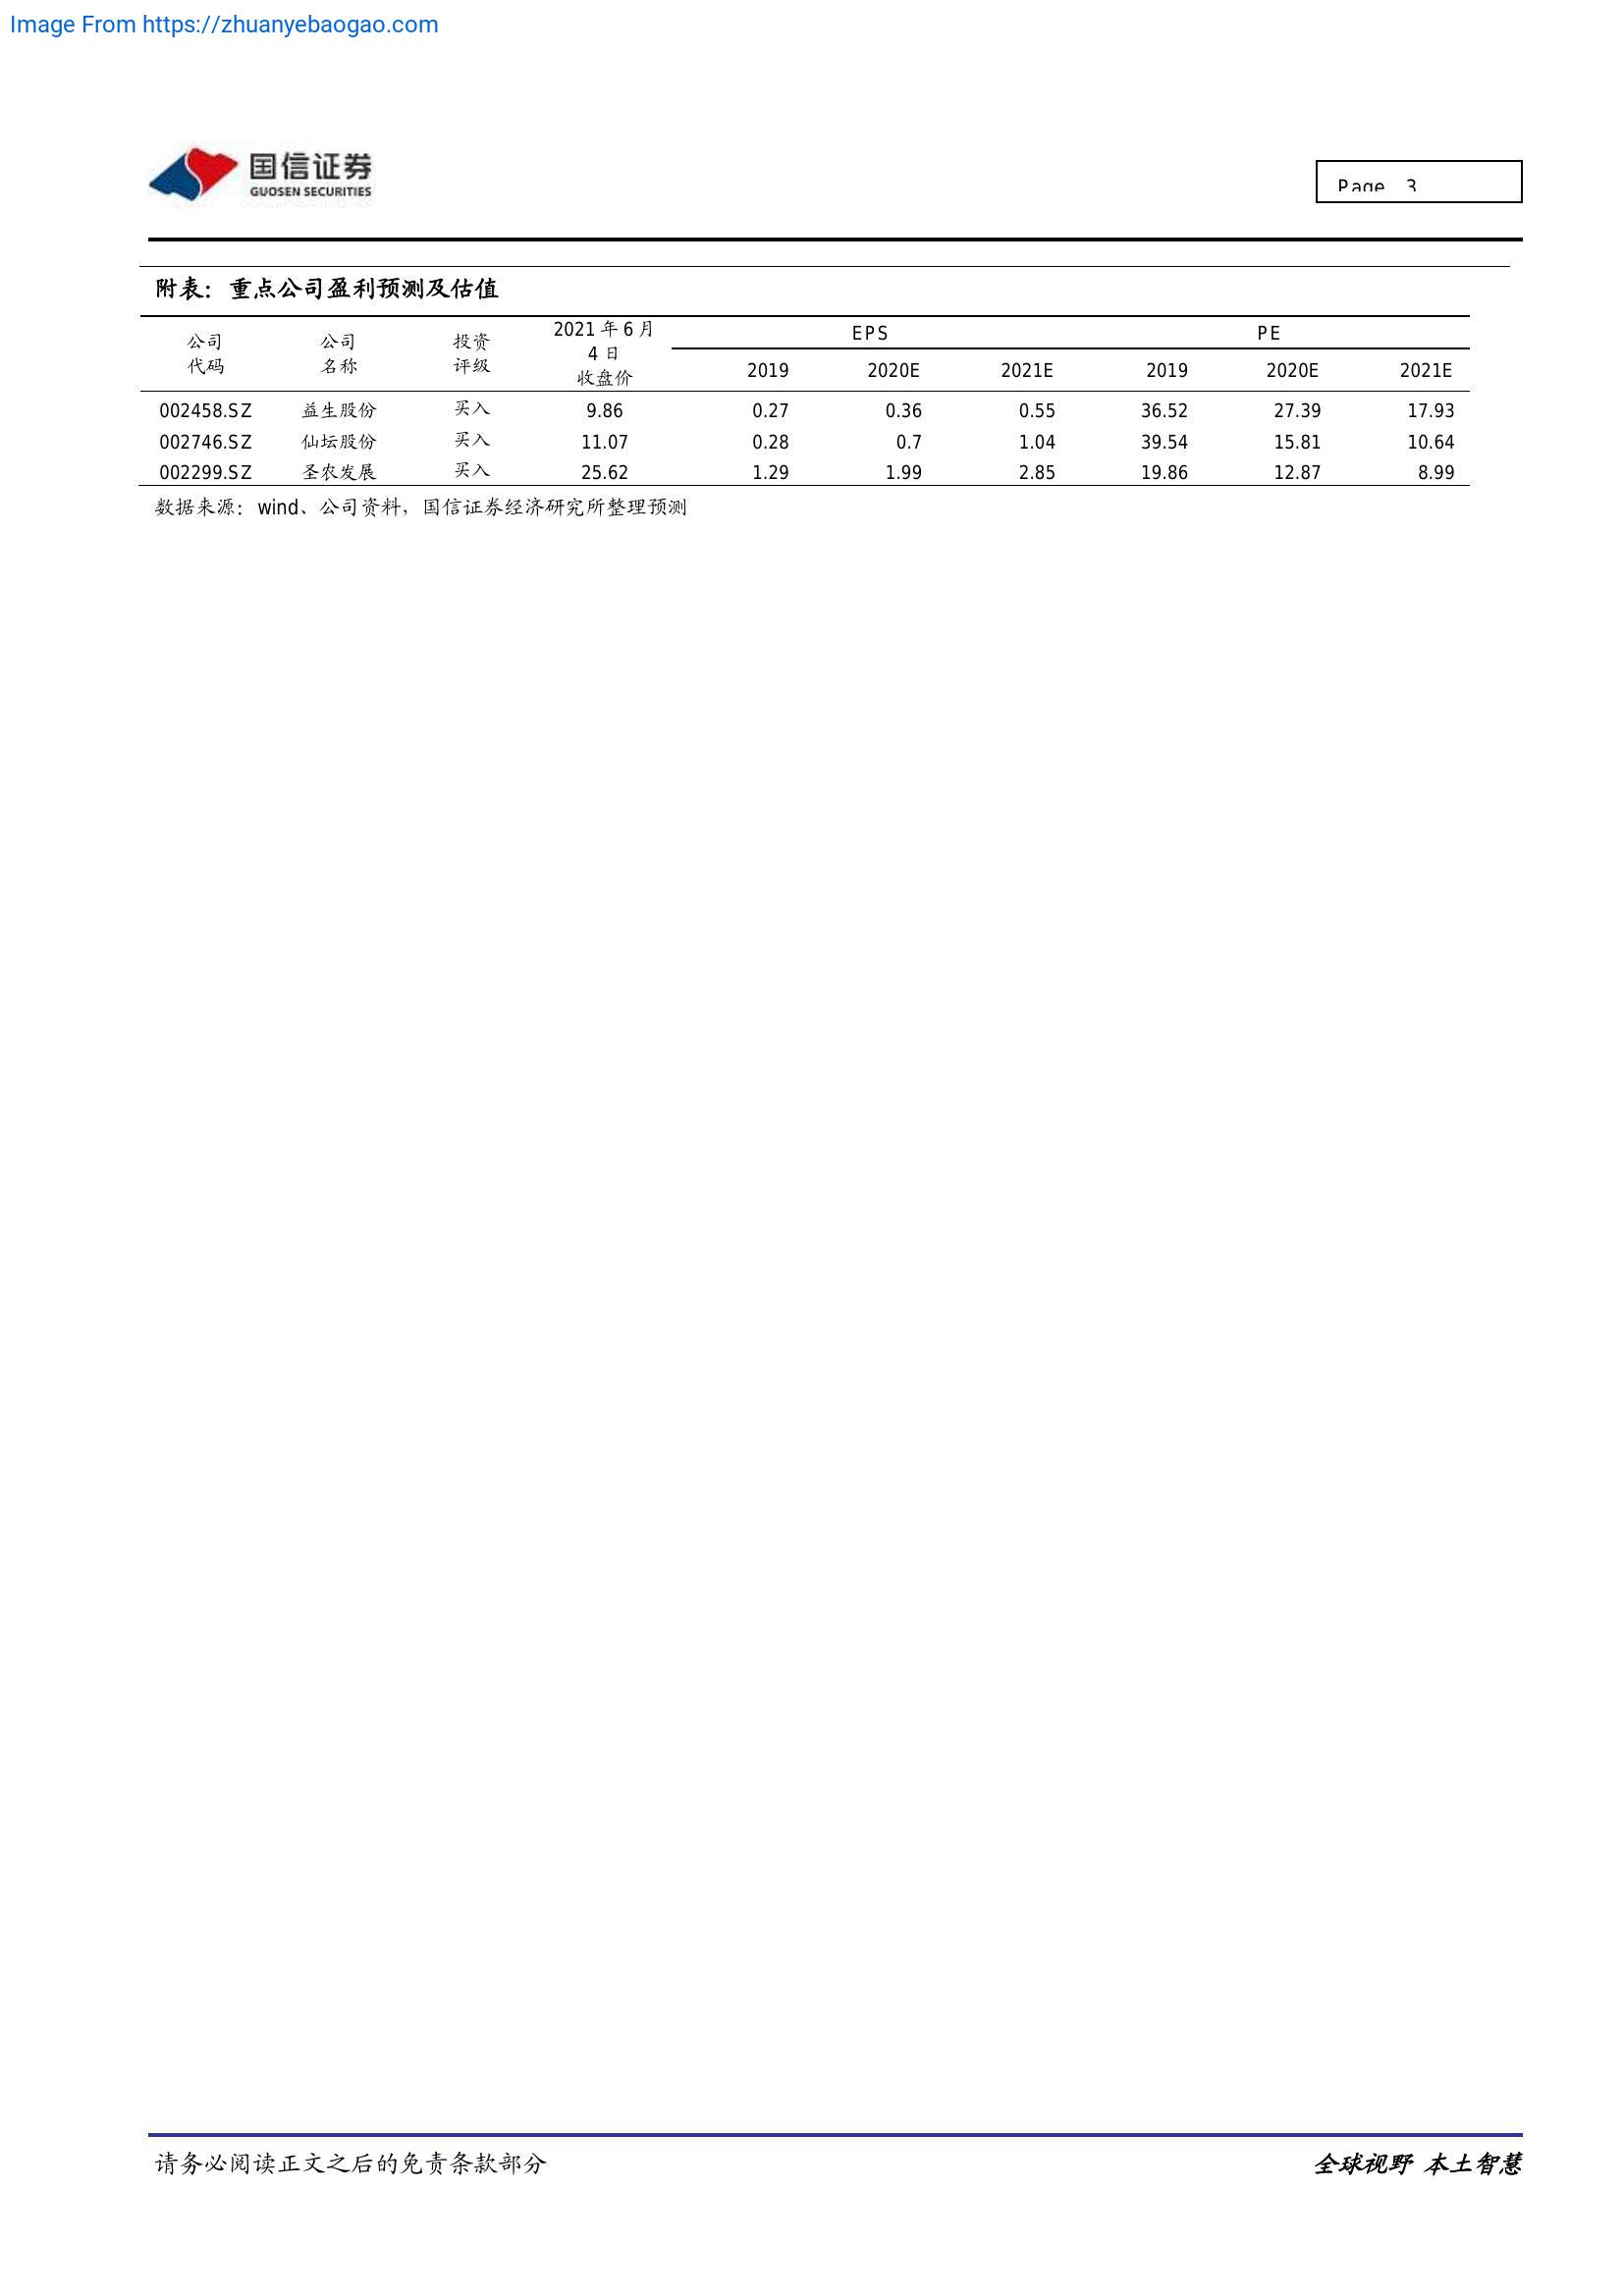 Image From https://zhuanyebaogao.com
国信证券
GUOSEN SECURITIES
Page 3
附表：重点公司盈利预测及估值
公司 公司 投资 2021 年 6 月 EPS PE
代码 名称 评级 4 日
收盘价 2019 2020E 2021E 2019 2020E 2021E
002458.SZ 益生股份 买入 9.86 0.27 0.36 0.55 36.52 27.39 17.93
002746.SZ 仙坛股份 买入 11.07 0.28 0.7 1.04 39.54 15.81 10.64
002299.SZ 圣农发展 买入 25.62 1.29 1.99 2.85 19.86 12.87 8.99
数据来源：wind、公司资料，国信证券经济研究所整理预测
请务必阅读正文之后的免责条款部分 全球视野 本土智慧